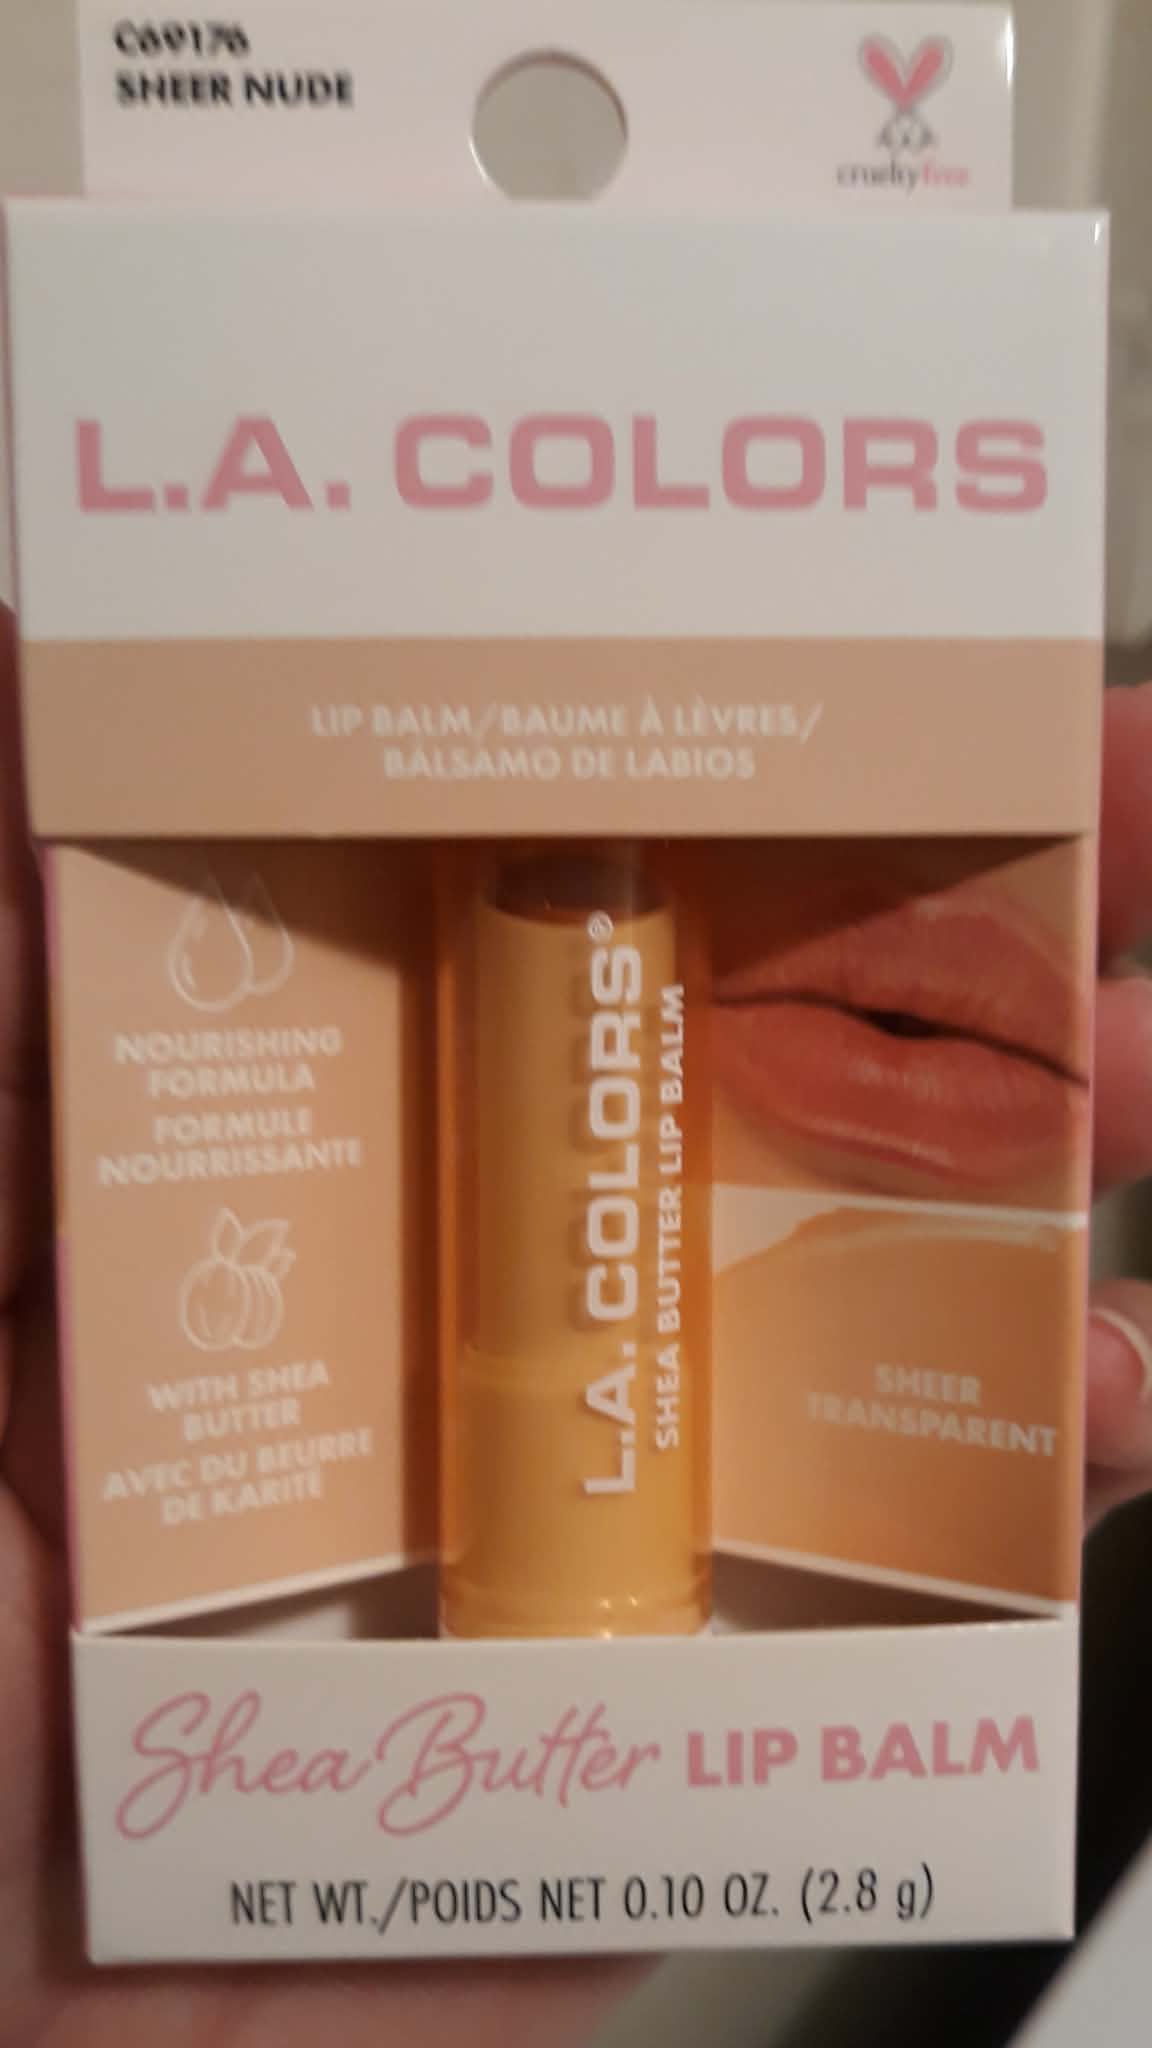 C69176
SHEER NUDE
crueltyfree
L.A. COLORS
LIP BALM/BAUME À LÈVRES/
BÁLSAMO DE LABIOS
NOURISHING
FORMULA
FORMULE
NOURRISSANTE
WITH SHEA
BUTTER
AVEC DU BEURRE
DE KARITÉ
L.A. COLORS®
SHEA BUTTER LIP BALM
SHEER
TRANSPARENT
Shea Butter LIP BALM
NET WT./POIDS NET 0.10 OZ. (2.8 g)